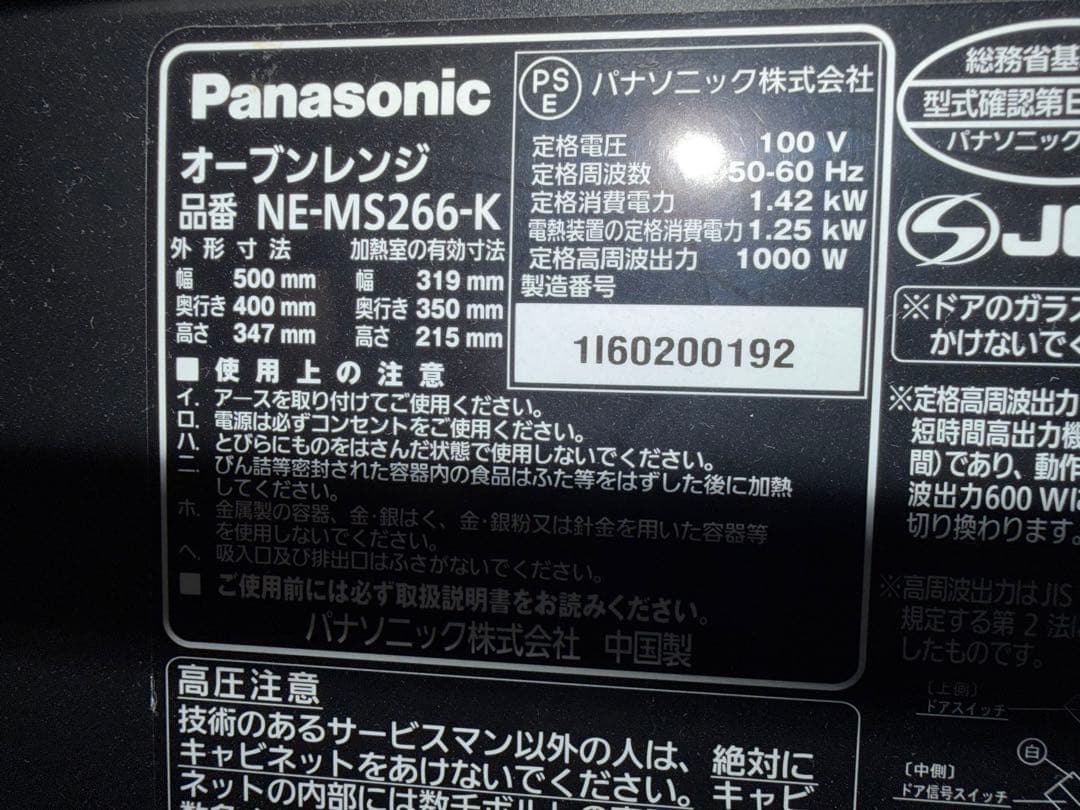 Panasonic
オーブンレンジ
品番 NE-MS266-K
外形寸法 加熱室の有効寸法
幅 500 mm 幅 319 mm
奥行き 400 mm 奥行き 350 mm
高さ 347 mm 高さ 215 mm
PS
E
パナソニック株式会社
定格電圧 100 V
定格周波数 50-60 Hz
定格消費電力 1.42 kW
電熱装置の定格消費電力 1.25 kW
定格高周波出力 1000 W
製造番号
1I60200192
■ 使用上の注意
イ. アースを取り付けてご使用ください。
ロ. 電源は必ずコンセントをご使用ください。
ハ. とびらにものをはさんだ状態で使用しないでください。
ニ. びん詰等密封された容器内の食品はふた等をはずした後に加熱
してください。
ホ. 金属製の容器、金・銀はく、金・銀粉又は針金を用いた容器等
を使用しないでください。
ヘ. 吸入口及び排出口はふさがないでください。
■ ご使用前には必ず取扱説明書をお読みください。
パナソニック株式会社 中国製
高圧注意
技術のあるサービスマン以外の人は、絶対に
キャビネットをあけないでください。キャビ
ネットの内部には数千ボルトの
総務省基
型式確認第
パナソニック
※ドアのガラス
かけないでく
※定格高周波出力
短時間高出力機
間)であり、動作
波出力600 Wに
切り換わります。
※高周波出力はJIS
規定する第2法に
したものです。
〔上側〕
ドアスイッチ
白
〔中側〕
ドア信号スイッチ